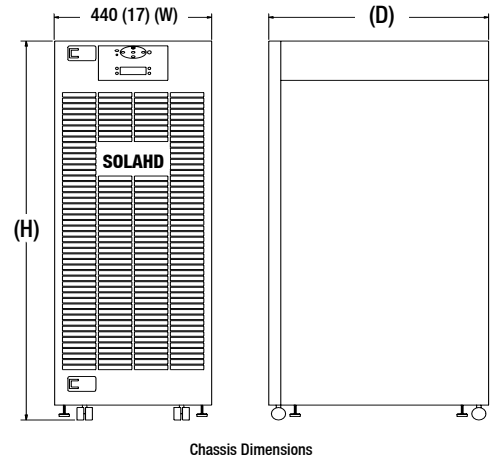 440 (17) (W)
(D)
SOLAHD
(H)
Chassis Dimensions